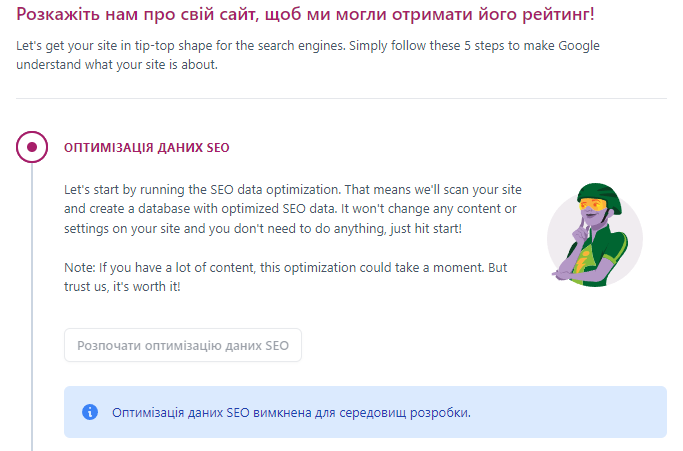 Розкажіть нам про свій сайт, щоб ми могли отримати його рейтинг!
Let's get your site in tip-top shape for the search engines. Simply follow these 5 steps to make Google
understand what your site is about.
ОПТИМІЗАЦІЯ ДАНИХ SEO
Let's start by running the SEO data optimization. That means we'll scan your site
and create a database with optimized SEO data. It won't change any content or
settings on your site and you don't need to do anything, just hit start!
Note: If you have a lot of content, this optimization could take a moment. But
trust us, it's worth it!
Розпочати оптимізацію даних SEO
Оптимізація даних SEO вимкнена для середовищ розробки.